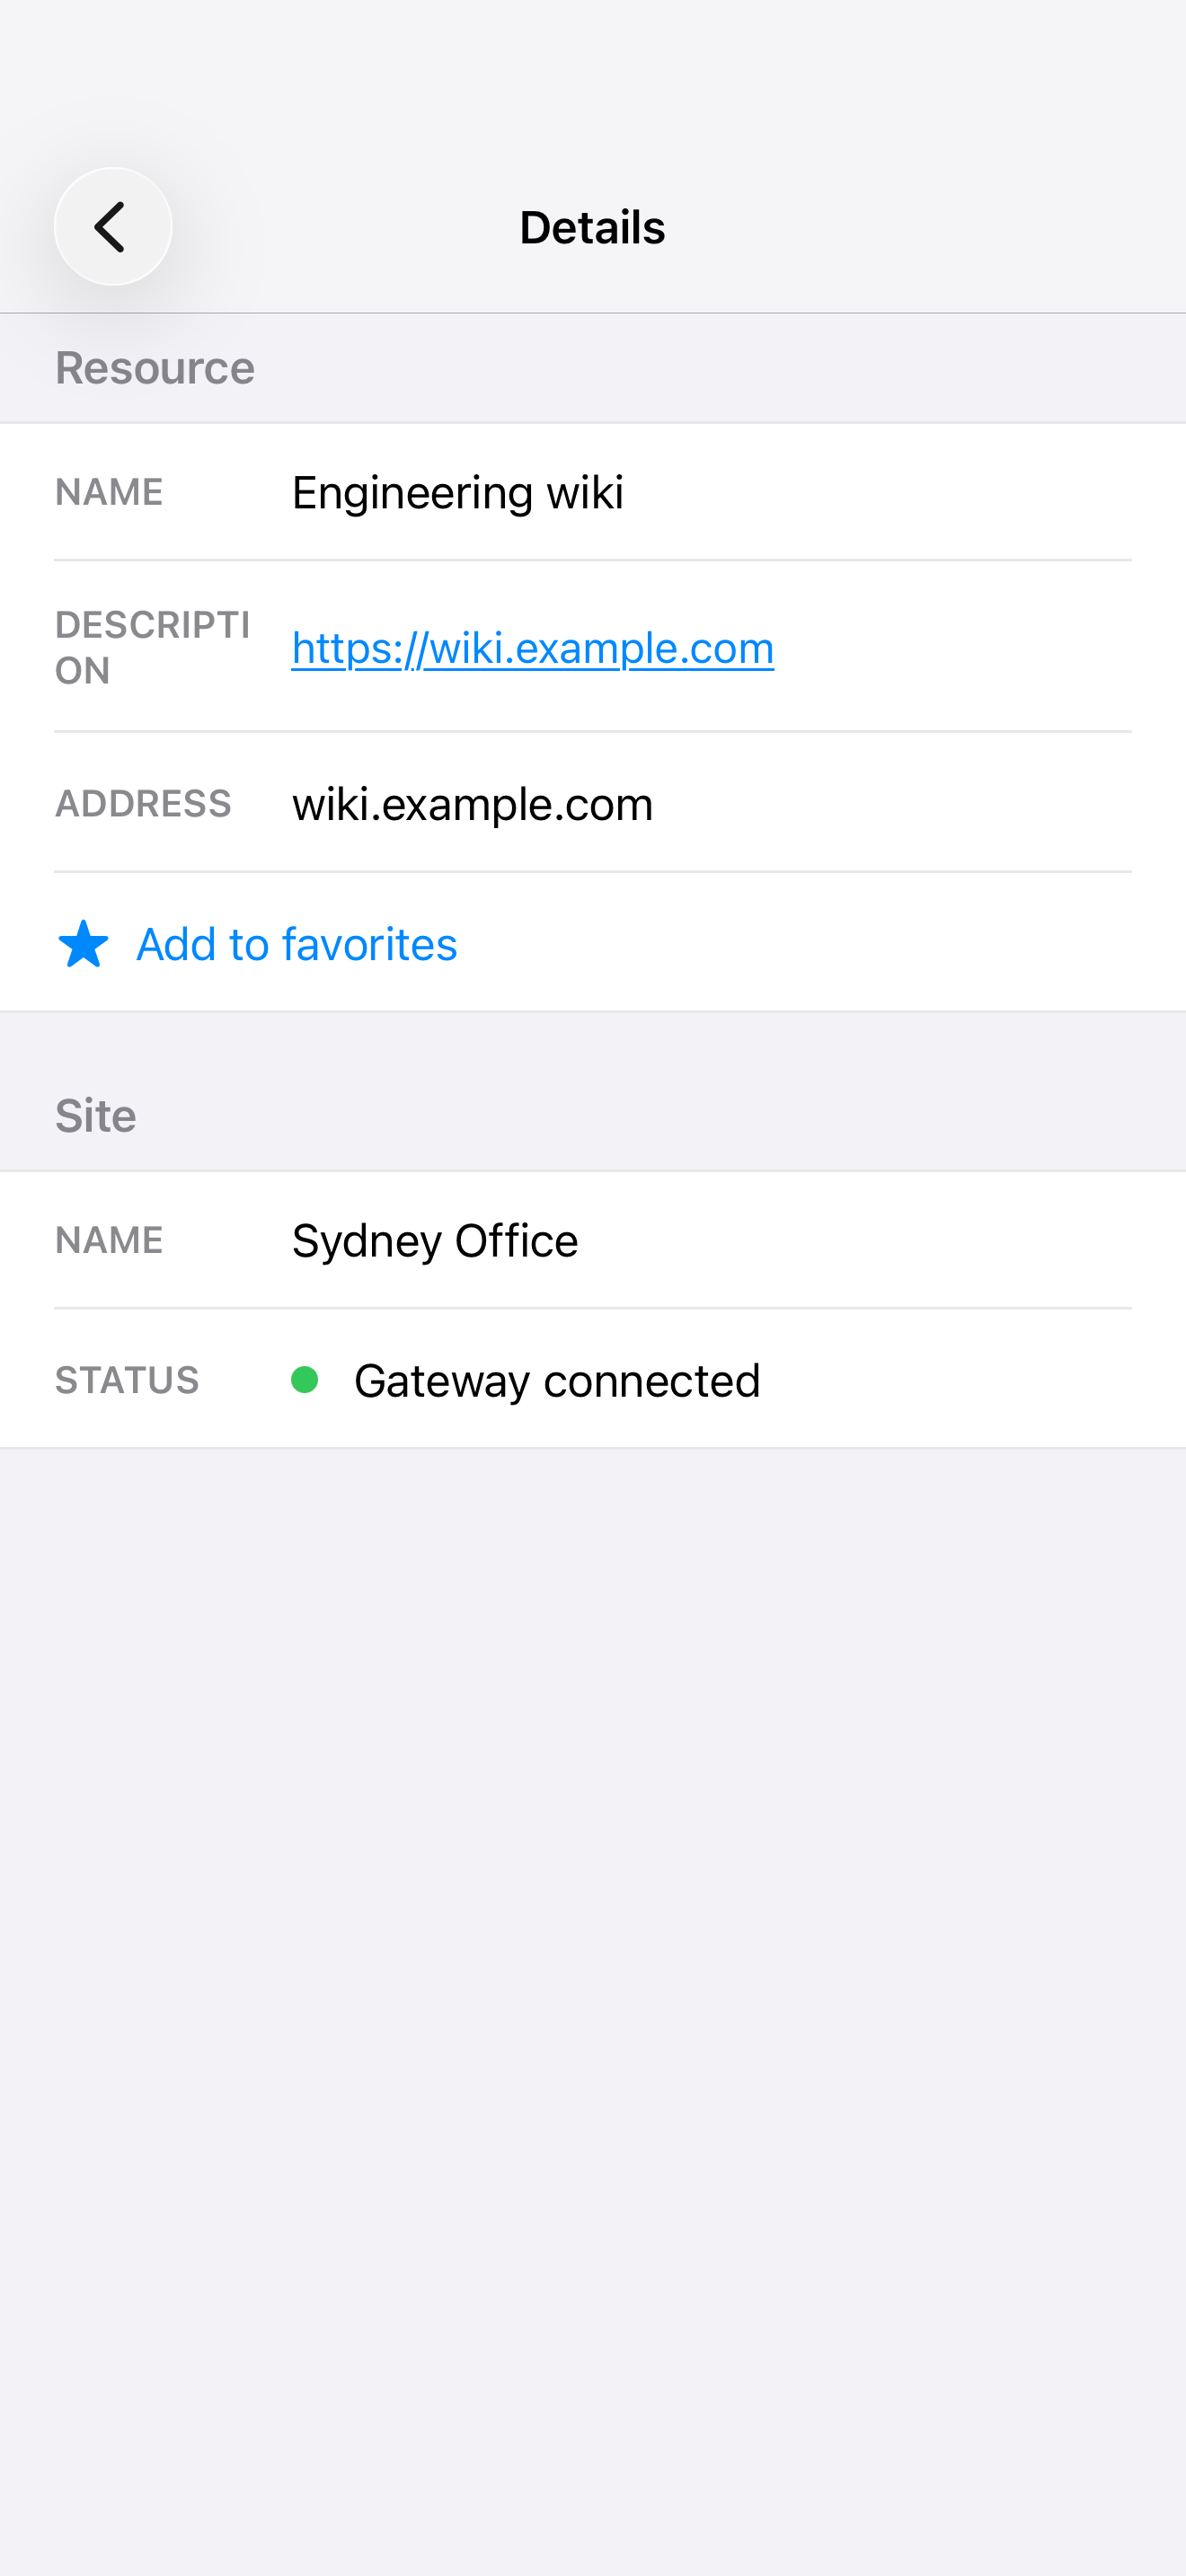 Details
Resource
NAME Engineering wiki
DESCRIPTI
ON
https://wiki.example.com
ADDRESS wiki.example.com
Add to favorites
Site
NAME Sydney Office
STATUS Gateway connected